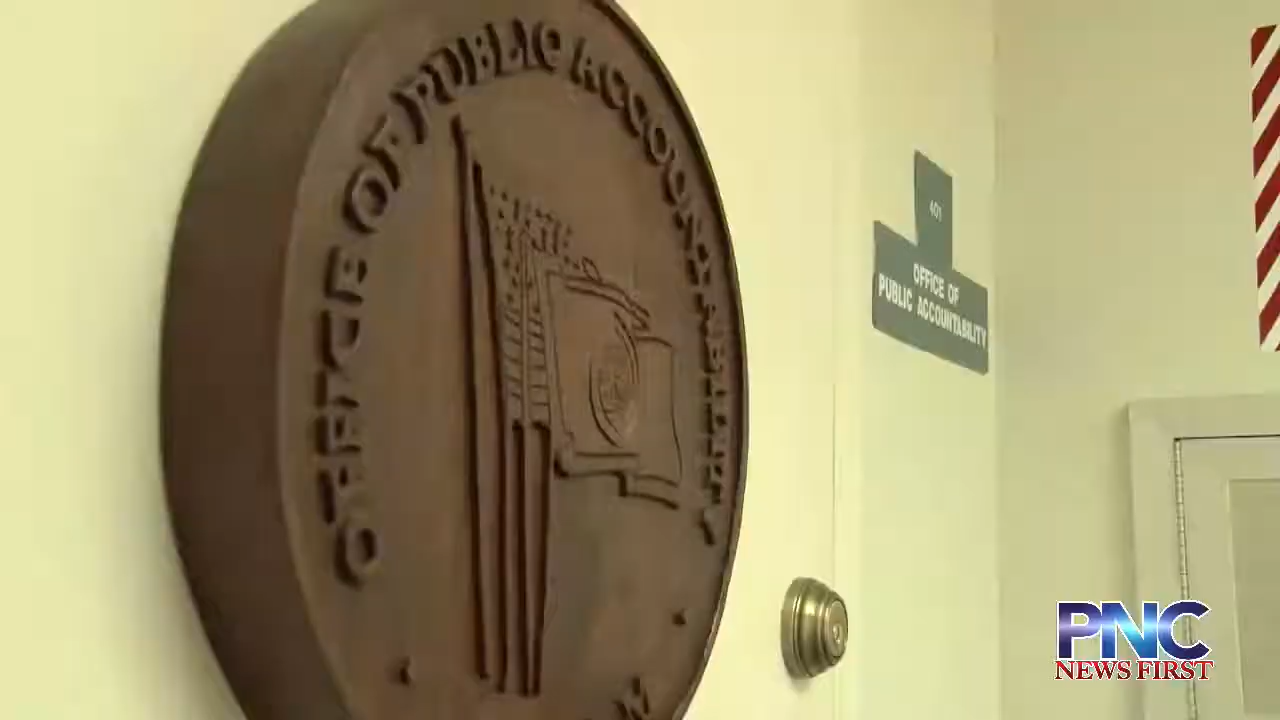 OFFICE OF PUBLIC ACCOUNTABILITY
401
OFFICE OF
PUBLIC ACCOUNTABILITY
PNC
NEWS FIRST